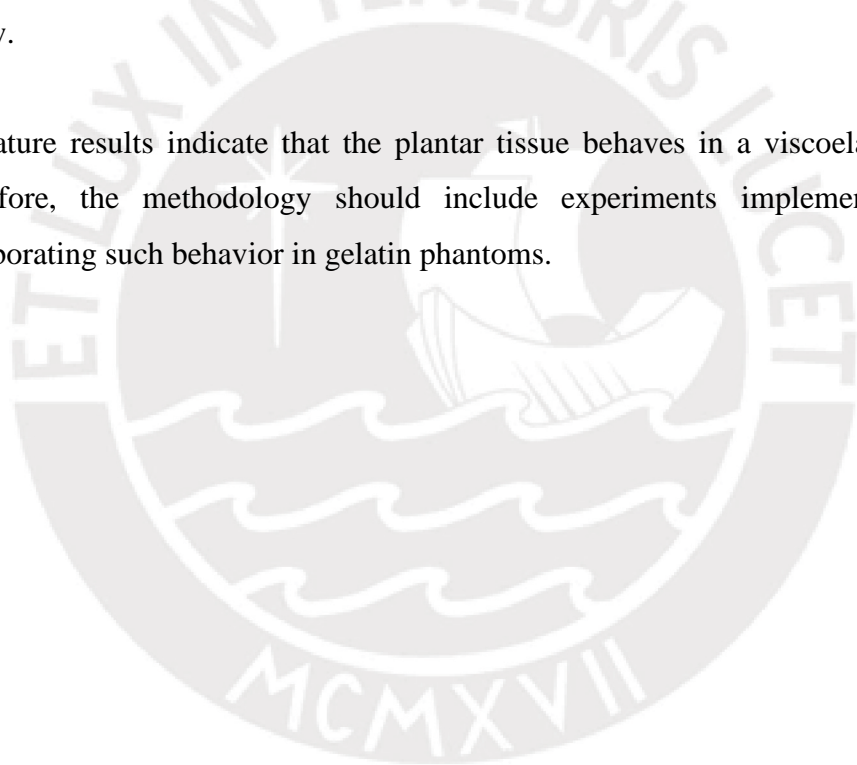 y.
ature results indicate that the plantar tissue behaves in a viscoela
fore, the methodology should include experiments implemen
porating such behavior in gelatin phantoms.
ET LUX IN TENEBRIS LUCET
MCMXVII